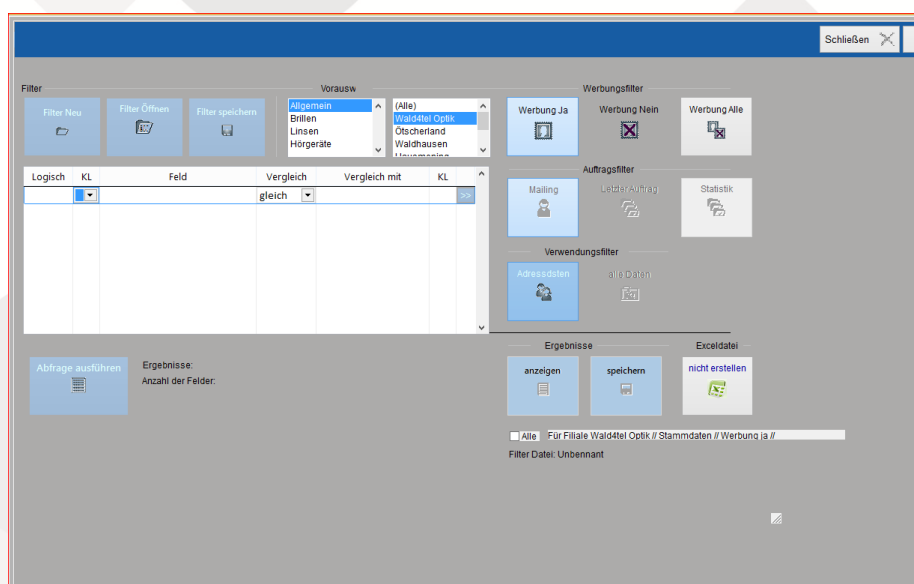 Schließen
Filter Vorausw Werbungsfilter
Filter Neu Filter Öffnen Filter speichern
Allgemein
Brillen
Linsen
Hörgeräte
(Alle)
Wald4tel Optik
Ötscherland
Waldhausen
Werbung Ja Werbung Nein Werbung Alle
Auftragsfilter
Logisch KL Feld Vergleich Vergleich mit KL
gleich >>
Mailing Letzter Auftrag Statistik
Verwendungsfilter
Adressdsten alle Daten
Ergebnisse Exceldatei
Abfrage ausführen
Ergebnisse:
Anzahl der Felder:
anzeigen speichern nicht erstellen
Alle Für Filiale Wald4tel Optik // Stammdaten // Werbung ja //
Filter Datei: Unbennant